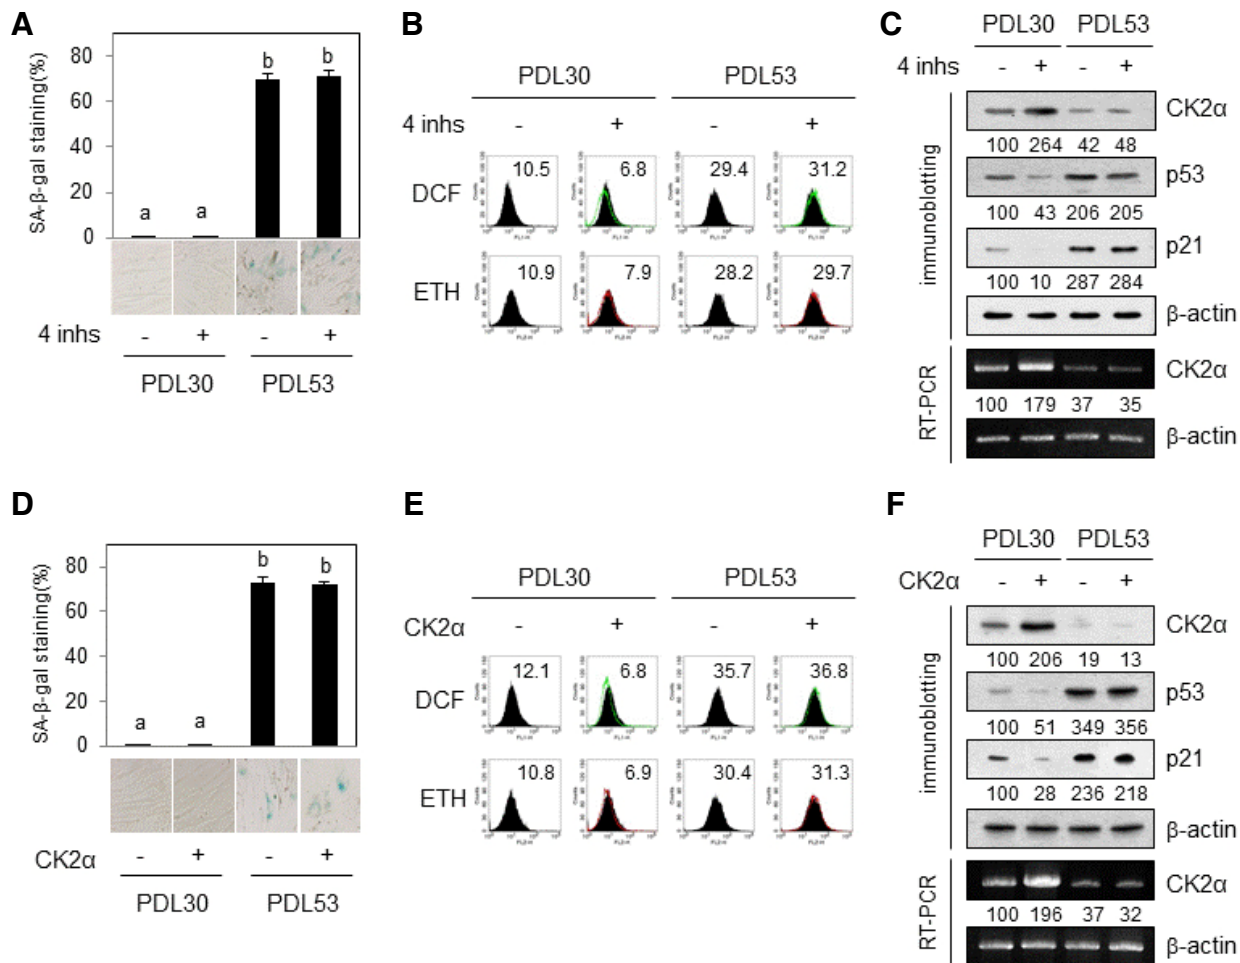 A
SA-β-gal staining(%)
80
60
40
20
0
a a b b
4 inhs - + - +
PDL30 PDL53
B
PDL30 PDL53
4 inhs - + - +
DCF 10.5 6.8 29.4 31.2
ETH 10.9 7.9 28.2 29.7
C
PDL30 PDL53
4 inhs - + - +
immunoblotting
CK2α
100 264 42 48
p53
100 43 206 205
p21
100 10 287 284
β-actin
RT-PCR
CK2α
100 179 37 35
β-actin
D
SA-β-gal staining(%)
80
60
40
20
0
a a b b
CK2α - + - +
PDL30 PDL53
E
PDL30 PDL53
CK2α - + - +
DCF 12.1 6.8 35.7 36.8
ETH 10.8 6.9 30.4 31.3
F
PDL30 PDL53
CK2α - + - +
immunoblotting
CK2α
100 206 19 13
p53
100 51 349 356
p21
100 28 236 218
β-actin
RT-PCR
CK2α
100 196 37 32
β-actin